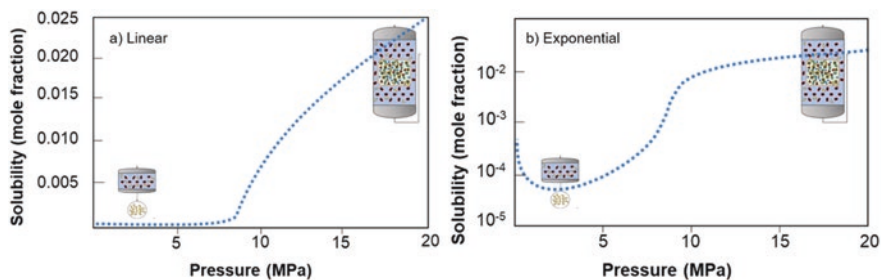 a) Linear
Solubility (mole fraction)
0.025
0.020
0.015
0.010
0.005
5 10 15 20
Pressure (MPa)
b) Exponential
Solubility (mole fraction)
10-2
10-3
10-4
10-5
5 10 15 20
Pressure (MPa)